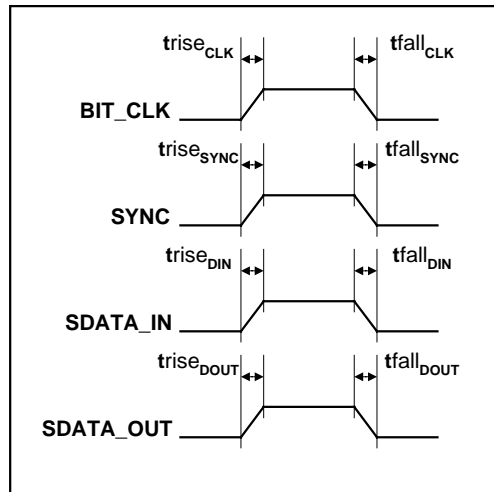 triseCLK tfallCLK
BIT_CLK
triseSYNC tfallSYNC
SYNC
triseDIN tfallDIN
SDATA_IN
triseDOUT tfallDOUT
SDATA_OUT